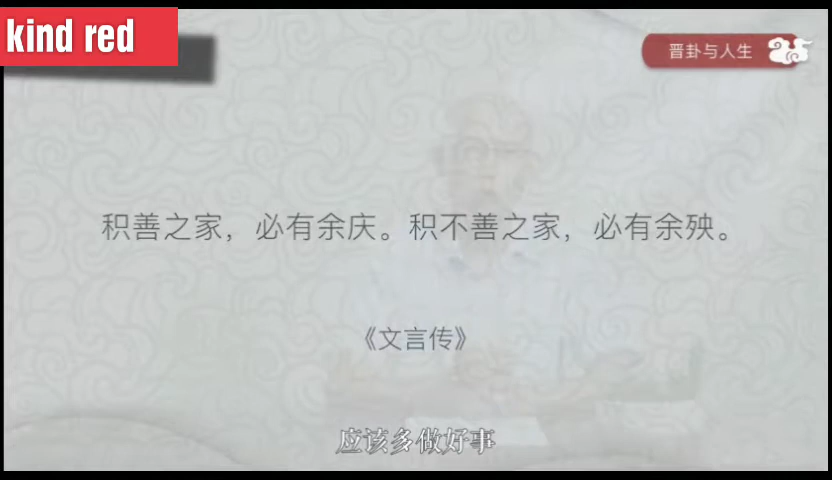 kind red
晋卦与人生
积善之家，必有余庆。积不善之家，必有余殃。
《文言传》
应该多做好事